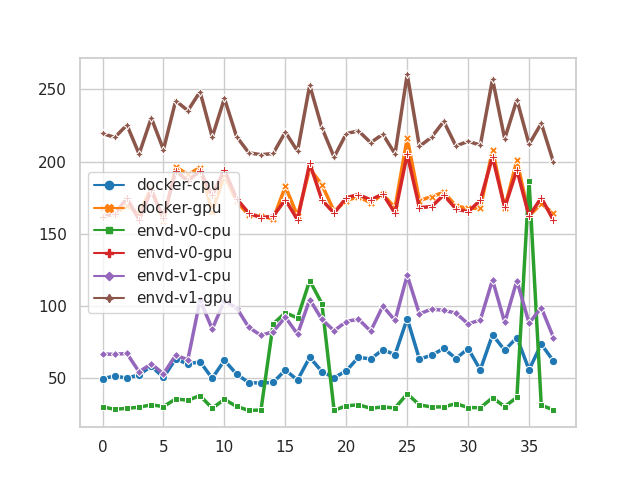 250
200
150
100
50
docker-cpu
docker-gpu
envd-v0-cpu
envd-v0-gpu
envd-v1-cpu
envd-v1-gpu
0 5 10 15 20 25 30 35